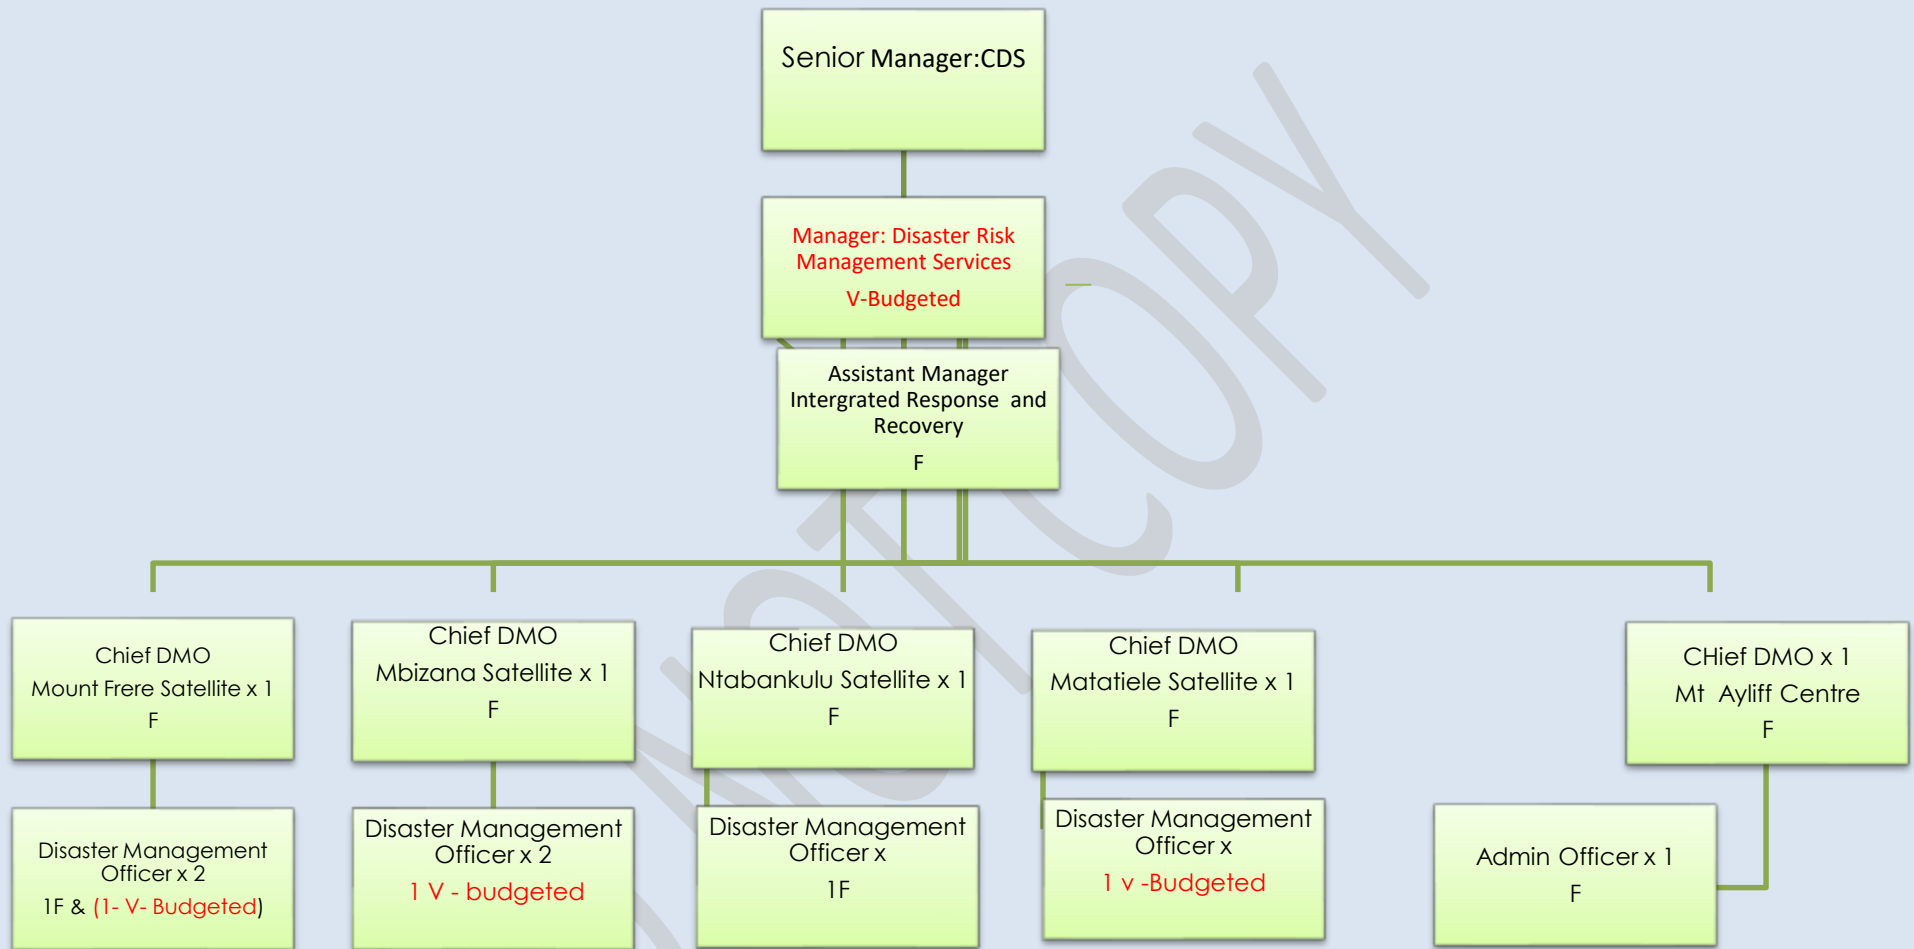 Senior Manager:CDS
Manager: Disaster Risk
Management Services
V-Budgeted
Assistant Manager
Intergrated Response and
Recovery
F
Chief DMO
Mount Frere Satellite x 1
F
Chief DMO
Mbizana Satellite x 1
F
Chief DMO
Ntabankulu Satellite x 1
F
Chief DMO
Matatiele Satellite x 1
F
CHief DMO x 1
Mt Ayliff Centre
F
Disaster Management
Officer x 2
1F & (1- V- Budgeted)
Disaster Management
Officer x 2
1 V - budgeted
Disaster Management
Officer x
1F
Disaster Management
Officer x
1 v -Budgeted
Admin Officer x 1
F
NOT COPY